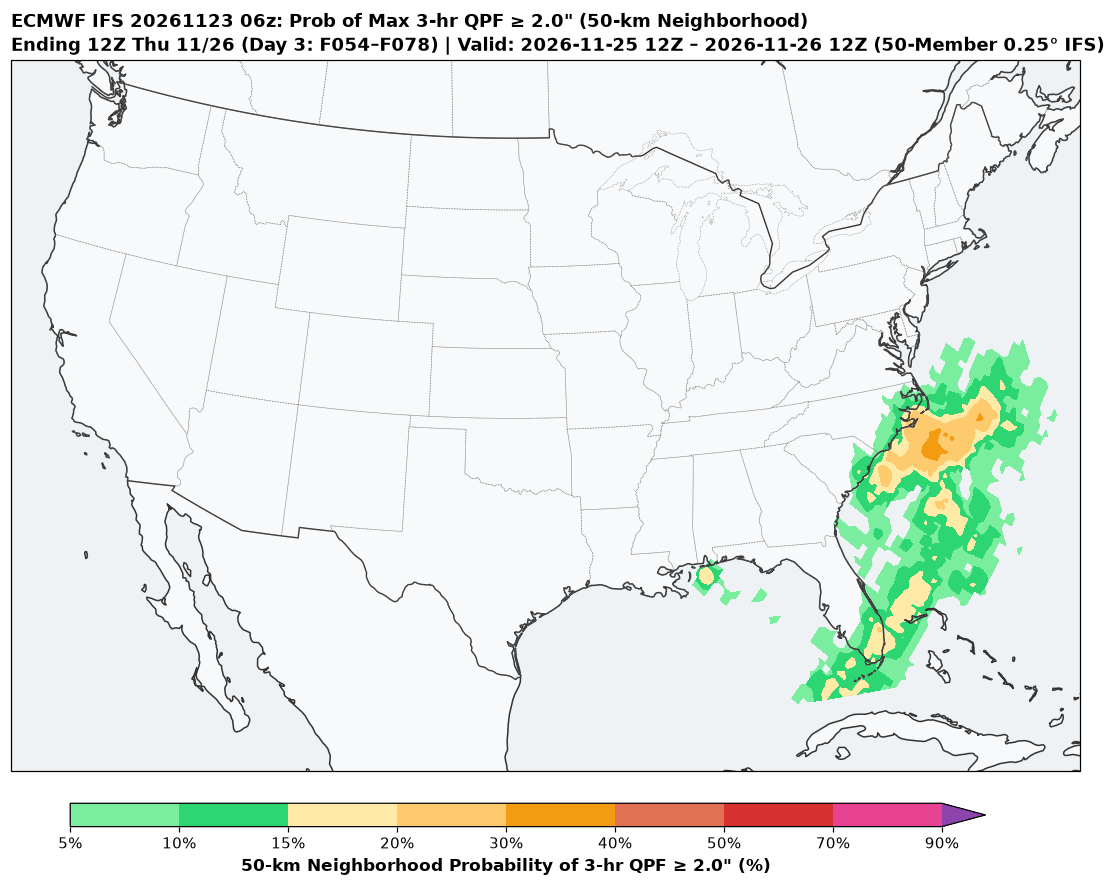 ECMWF IFS 20261123 06z: Prob of Max 3-hr QPF ≥ 2.0" (50-km Neighborhood)
Ending 12Z Thu 11/26 (Day 3: F054–F078) | Valid: 2026-11-25 12Z – 2026-11-26 12Z (50-Member 0.25° IFS)
5% 10% 15% 20% 30% 40% 50% 70% 90%
50-km Neighborhood Probability of 3-hr QPF ≥ 2.0" (%)